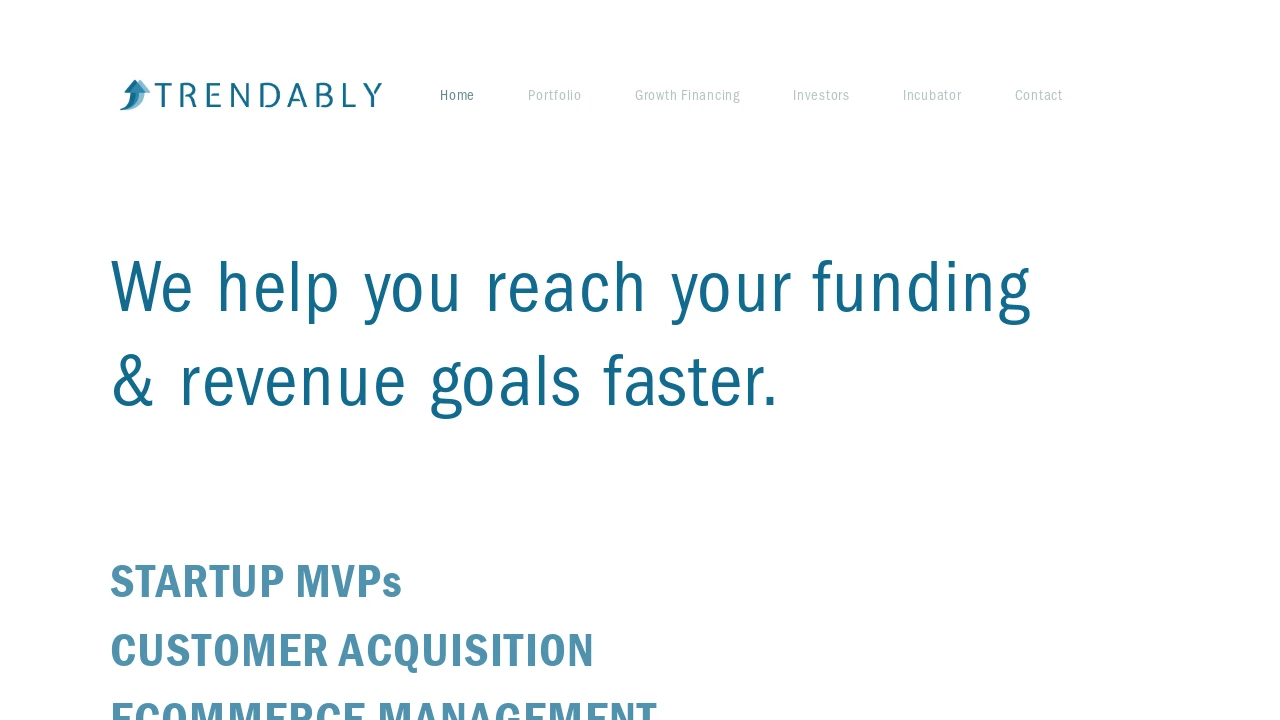 TRENDABLY
Home Portfolio Growth Financing Investors Incubator Contact
We help you reach your funding
& revenue goals faster.
STARTUP MVPs
CUSTOMER ACQUISITION
ECOMMERCE MANAGEMENT